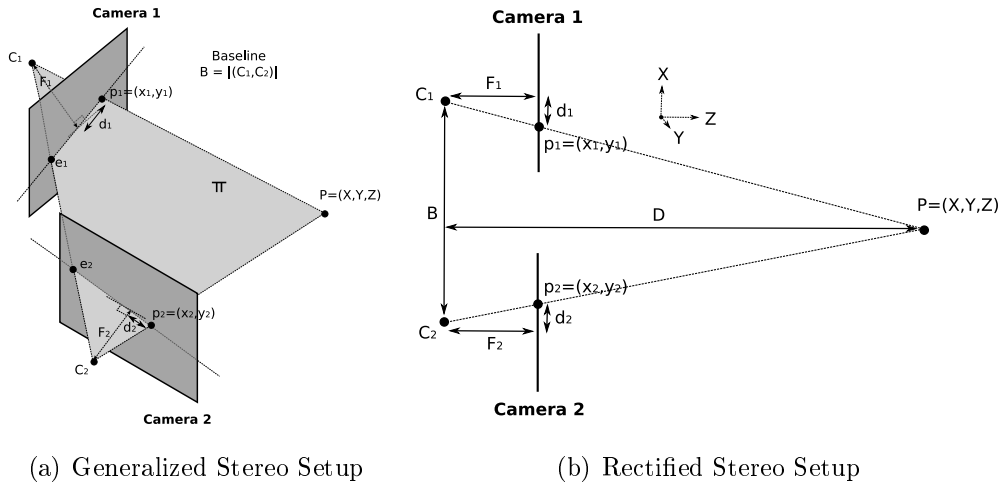 Camera 1
C₁
F₁
Baseline
B = |(C₁,C₂)|
p₁=(x₁,y₁)
d₁
e₁
π
P=(X,Y,Z)
e₂
p₂=(x₂,y₂)
d₂
F₂
C₂
Camera 2
(a) Generalized Stereo Setup
Camera 1
F₁
C₁
d₁
X
Z
Y
p₁=(x₁,y₁)
B
D
P=(X,Y,Z)
p₂=(x₂,y₂)
C₂
F₂
d₂
Camera 2
(b) Rectified Stereo Setup